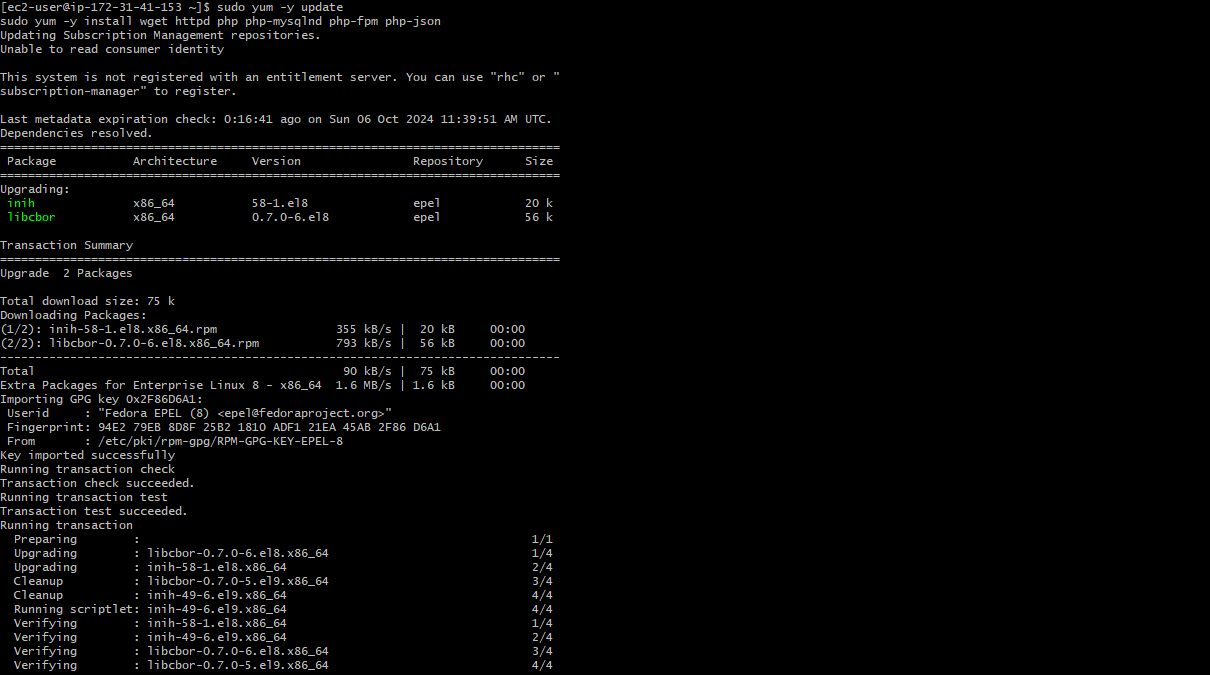 [ec2-user@ip-172-31-41-153 ~]$ sudo yum -y update
sudo yum -y install wget httpd php php-mysqlnd php-fpm php-json
Updating Subscription Management repositories.
Unable to read consumer identity

This system is not registered with an entitlement server. You can use "rhc" or "
subscription-manager" to register.

Last metadata expiration check: 0:16:41 ago on Sun 06 Oct 2024 11:39:51 AM UTC.
Dependencies resolved.
================================================================================
 Package           Architecture     Version                Repository      Size
================================================================================
Upgrading:
 inih              x86_64           58-1.el8               epel            20 k
 libcbor           x86_64           0.7.0-6.el8            epel            56 k

Transaction Summary
================================================================================
Upgrade  2 Packages

Total download size: 75 k
Downloading Packages:
(1/2): inih-58-1.el8.x86_64.rpm                 355 kB/s |  20 kB     00:00
(2/2): libcbor-0.7.0-6.el8.x86_64.rpm           793 kB/s |  56 kB     00:00
--------------------------------------------------------------------------------
Total                                            90 kB/s |  75 kB     00:00
Extra Packages for Enterprise Linux 8 - x86_64  1.6 MB/s | 1.6 kB     00:00
Importing GPG key 0x2F86D6A1:
 Userid     : "Fedora EPEL (8) <epel@fedoraproject.org>"
 Fingerprint: 94E2 79EB 8D8F 25B2 1810 ADF1 21EA 45AB 2F86 D6A1
 From       : /etc/pki/rpm-gpg/RPM-GPG-KEY-EPEL-8
Key imported successfully
Running transaction check
Transaction check succeeded.
Running transaction test
Transaction test succeeded.
Running transaction
  Preparing        :                                                        1/1
  Upgrading        : libcbor-0.7.0-6.el8.x86_64                             1/4
  Upgrading        : inih-58-1.el8.x86_64                                   2/4
  Cleanup          : libcbor-0.7.0-5.el9.x86_64                             3/4
  Cleanup          : inih-49-6.el9.x86_64                                   4/4
  Running scriptlet: inih-49-6.el9.x86_64                                   4/4
  Verifying        : inih-58-1.el8.x86_64                                   1/4
  Verifying        : inih-49-6.el9.x86_64                                   2/4
  Verifying        : libcbor-0.7.0-6.el8.x86_64                             3/4
  Verifying        : libcbor-0.7.0-5.el9.x86_64                             4/4